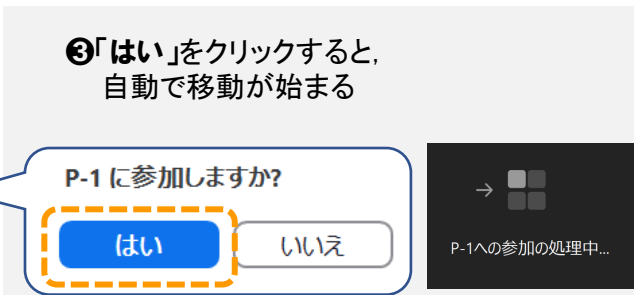 ❸「はい」をクリックすると,
自動で移動が始まる
P-1 に参加しますか?
はい
いいえ
P-1への参加の処理中...